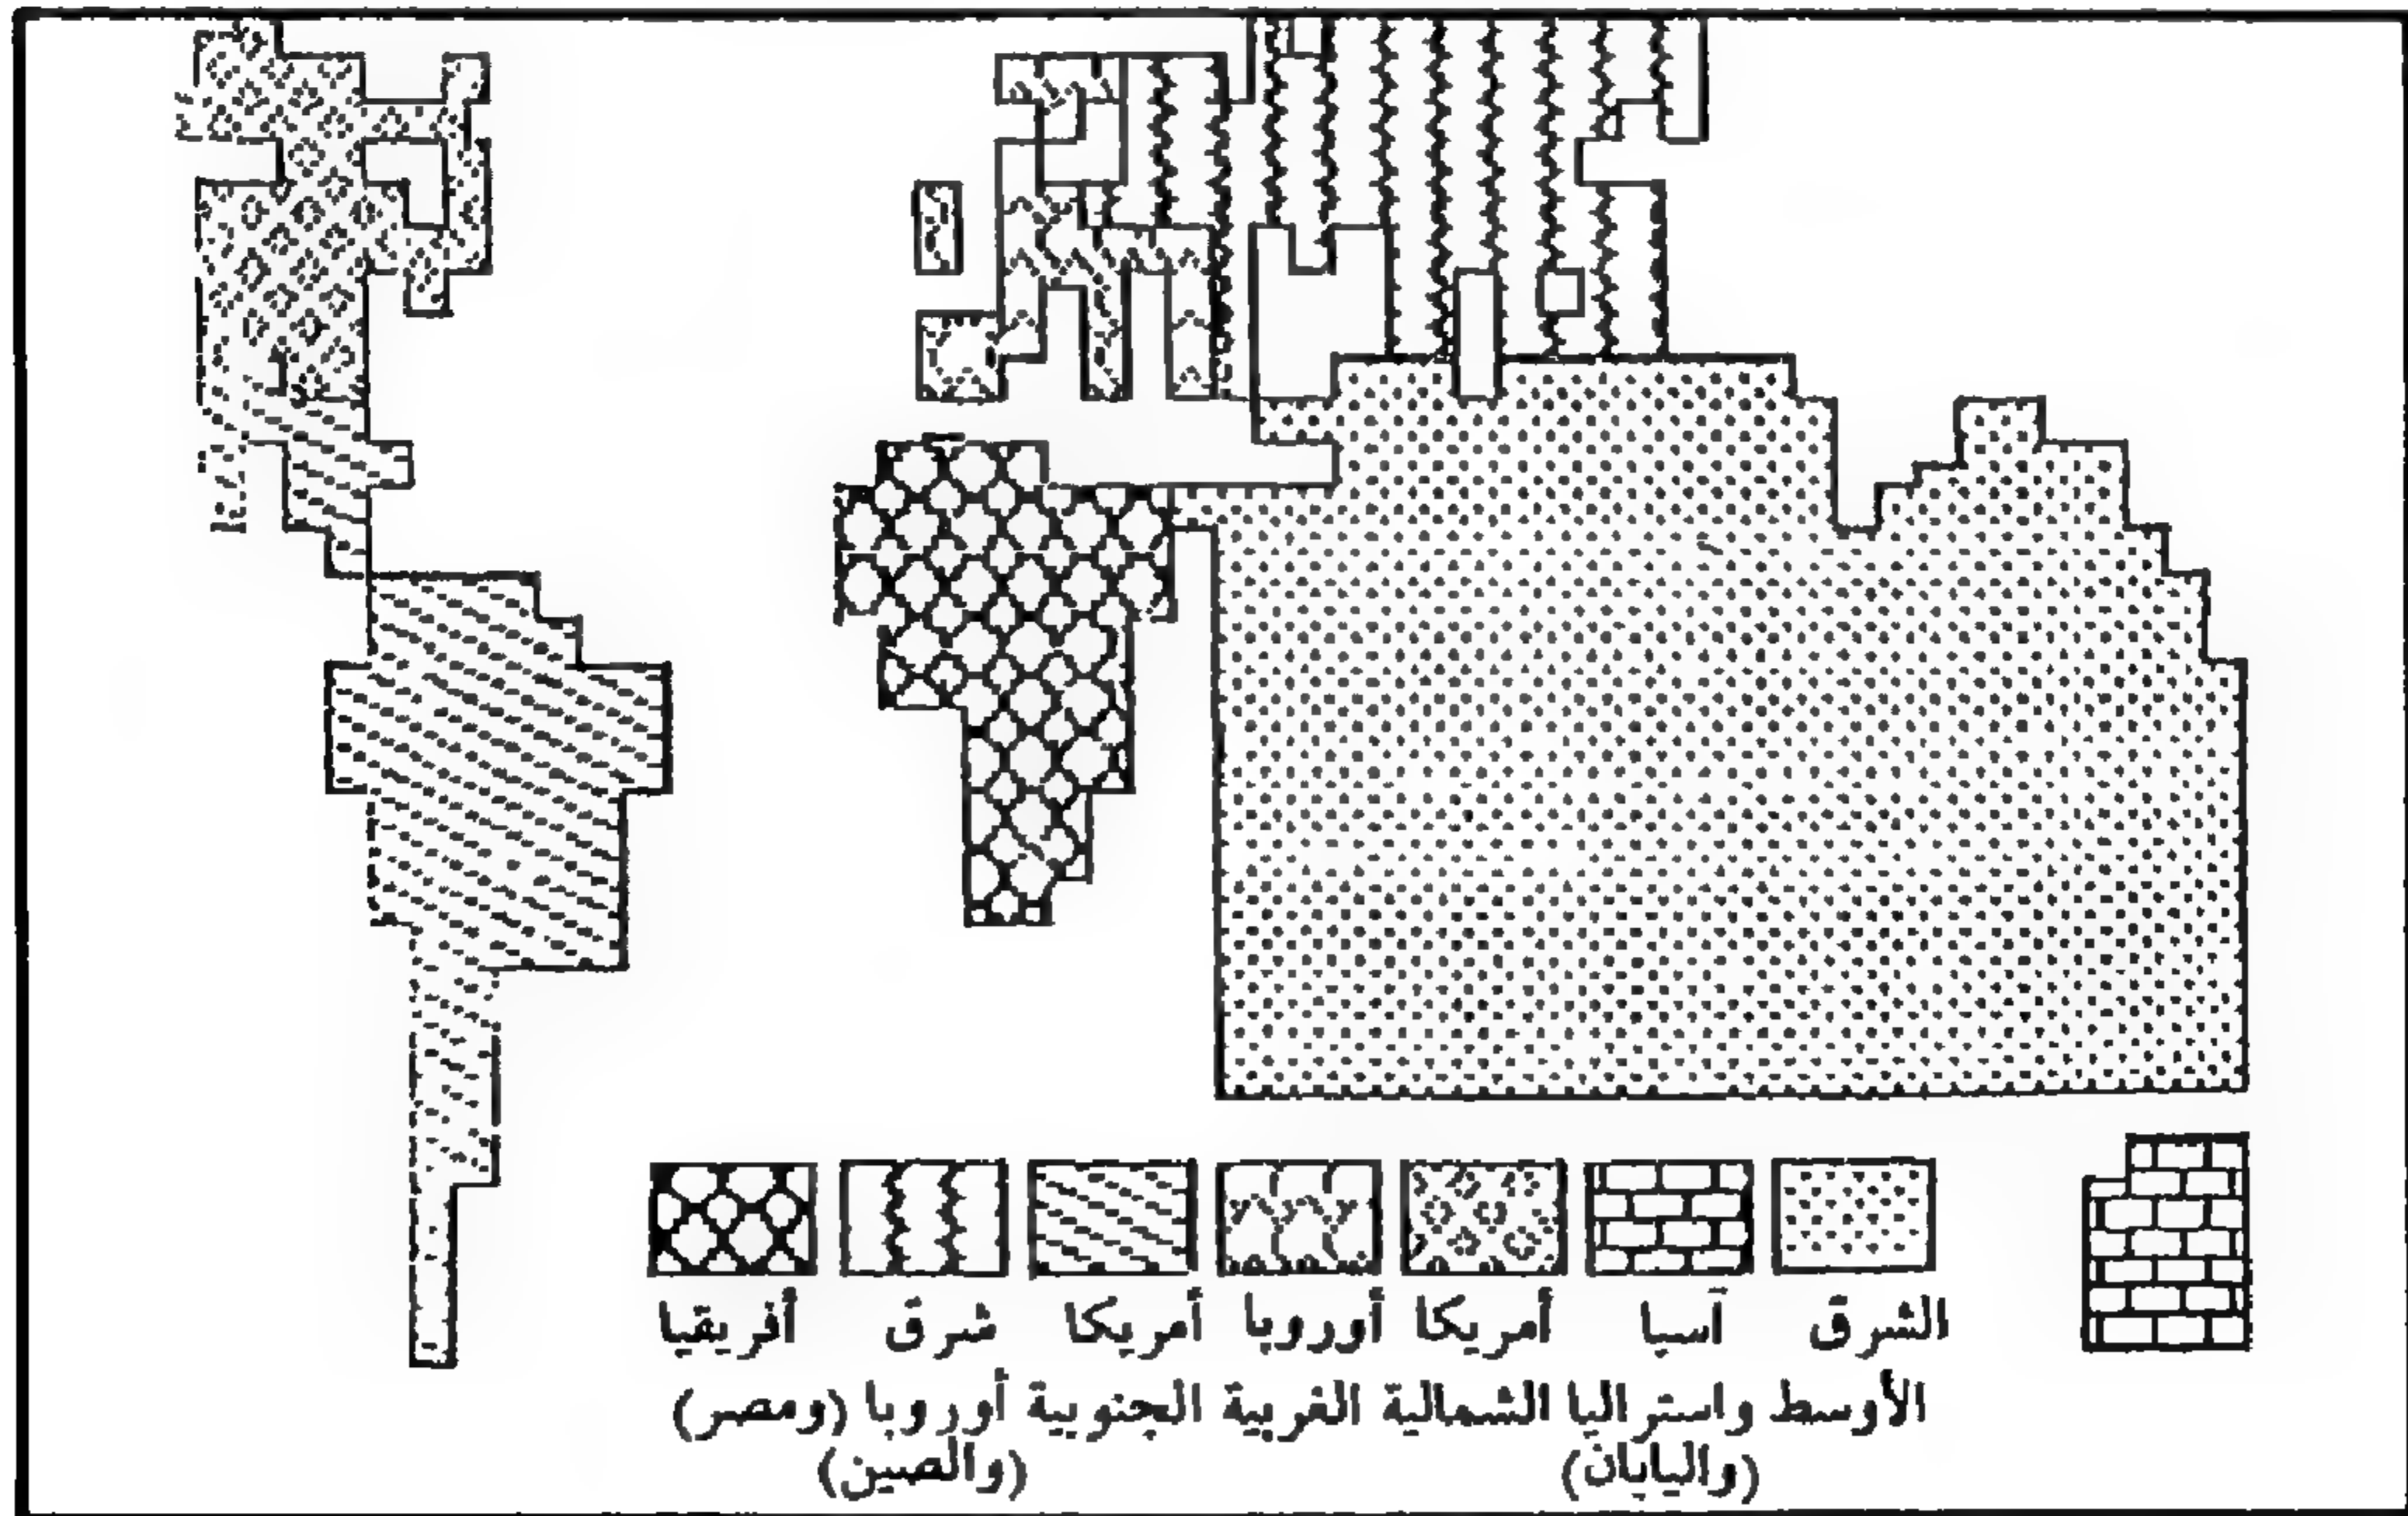 الشرق آسيا أمريكا أوروبا أمريكا شرق أفريقيا
الأوسط واستراليا الشمالية الغربية الجنوبية أوروبا (ومصر)
(واليابان) (والصين)